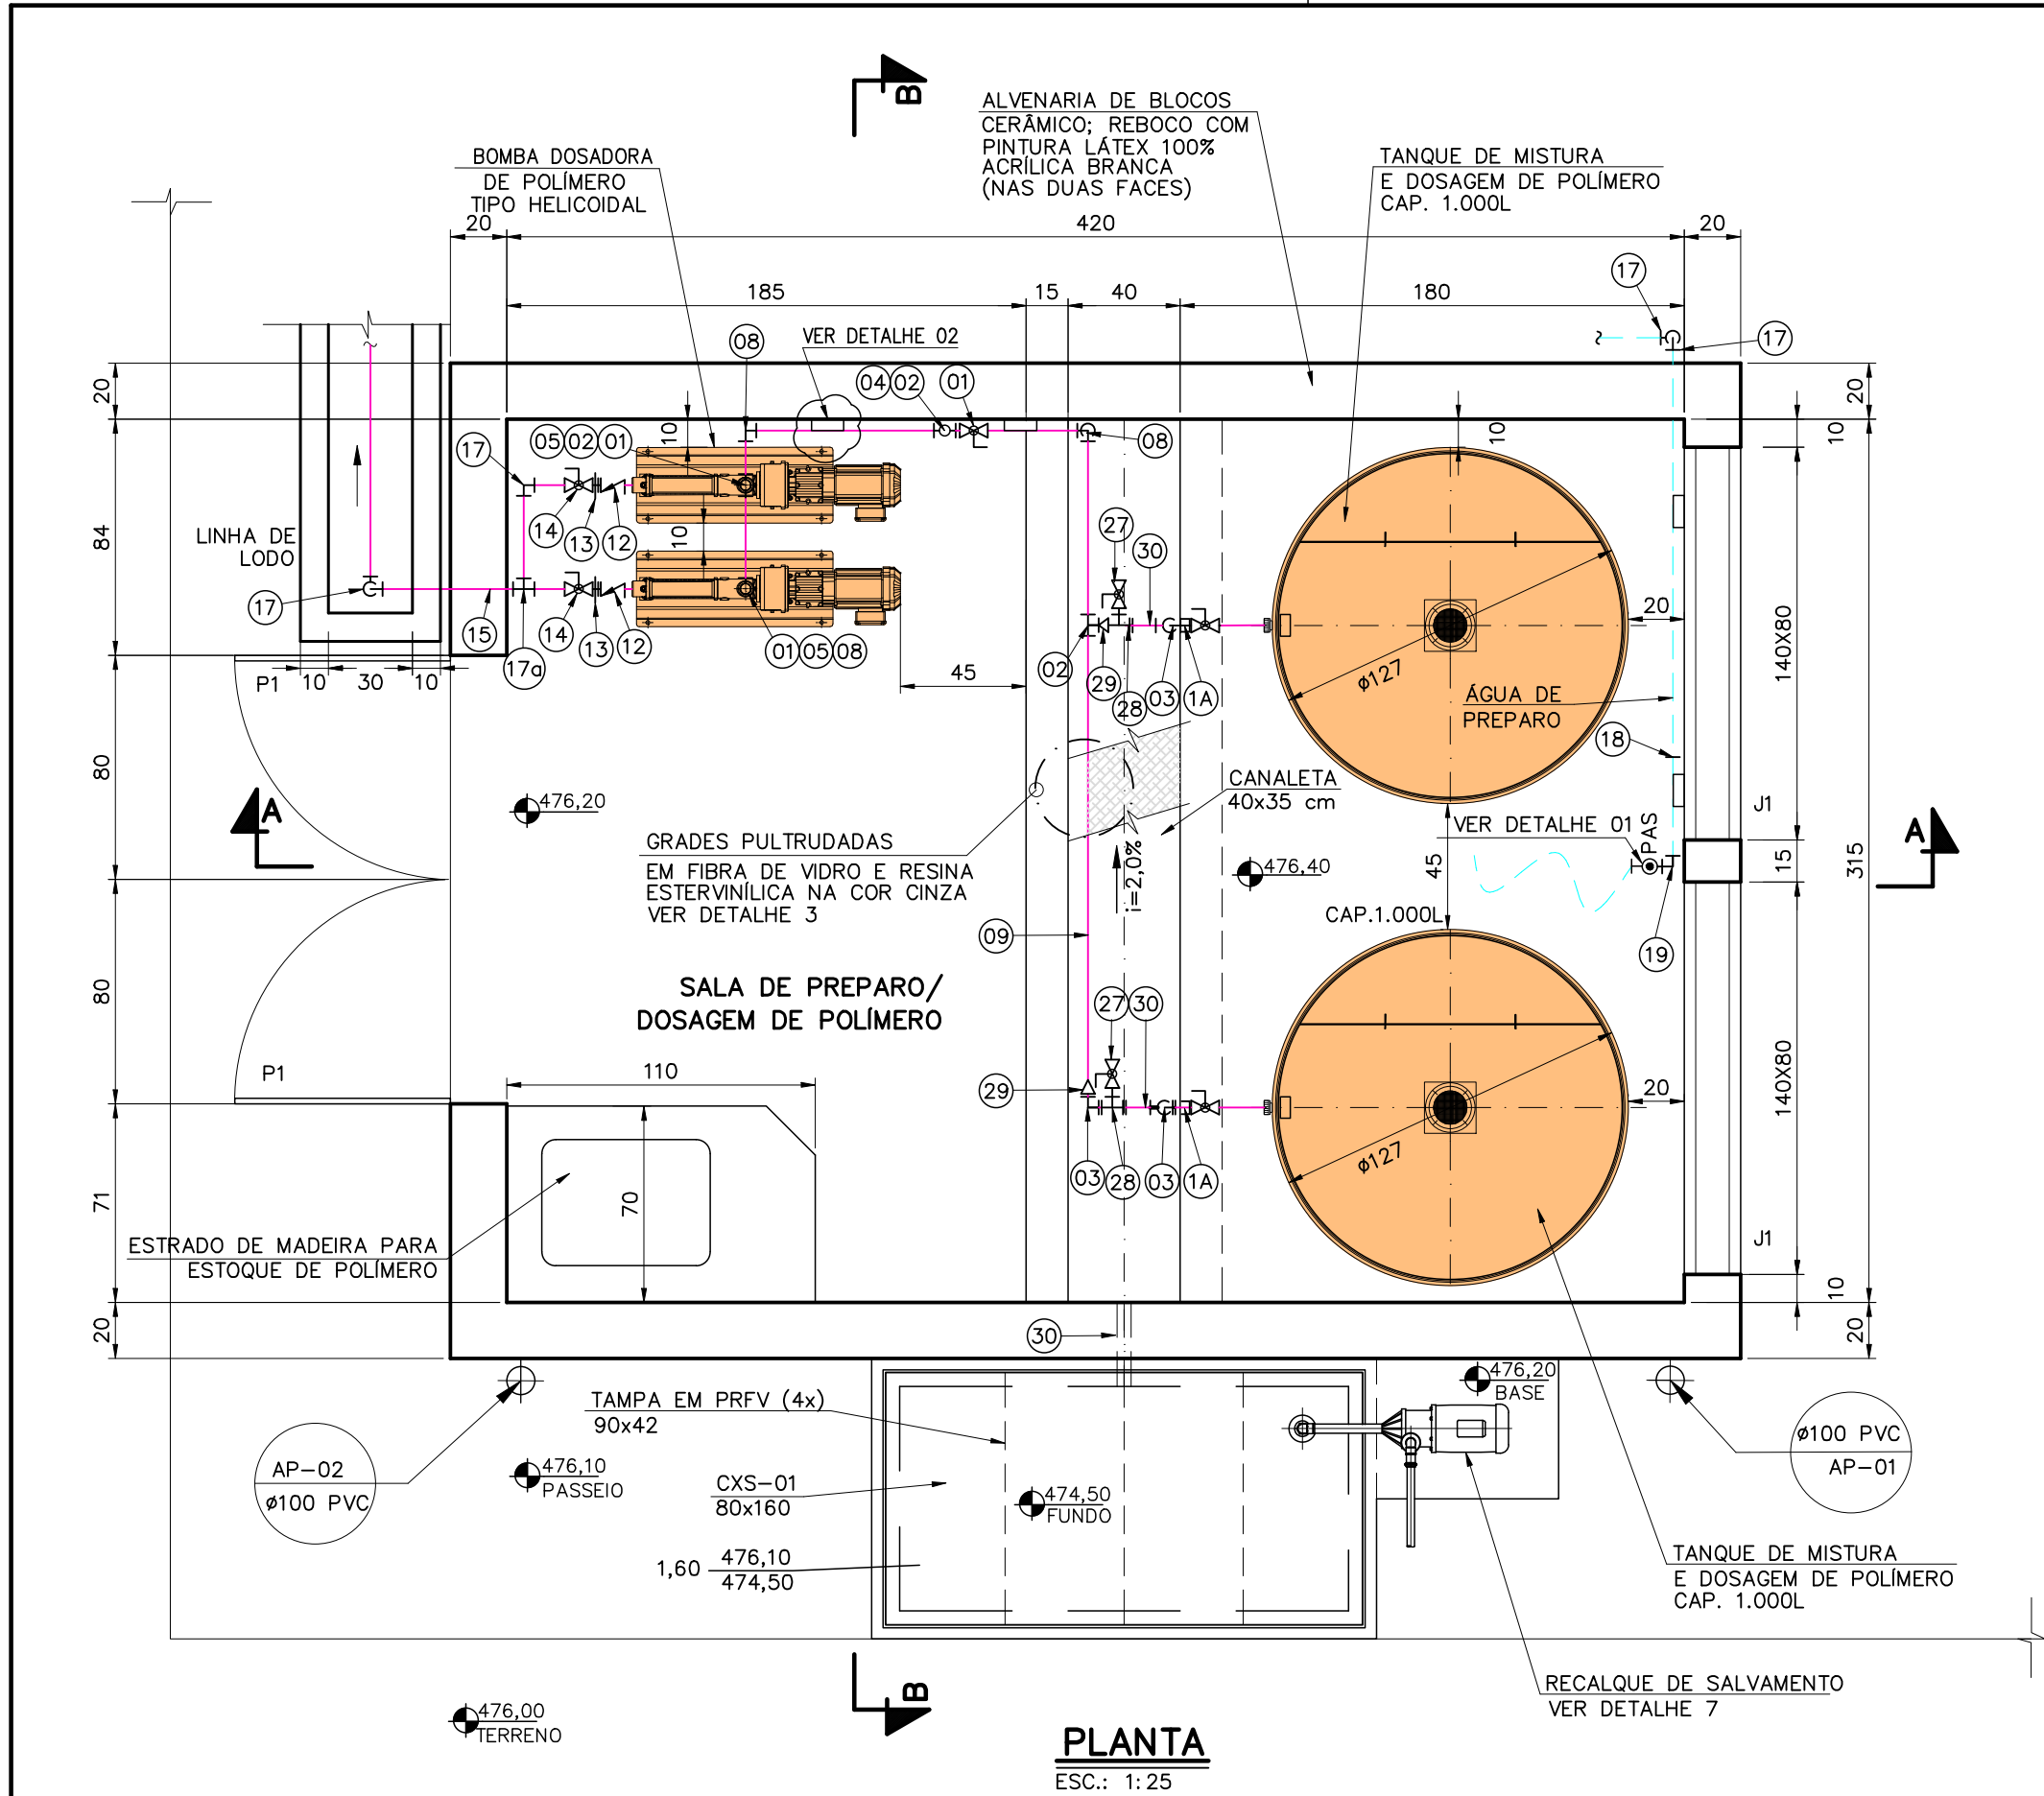 B
ALVENARIA DE BLOCOS
CERÂMICO; REBOCO COM
PINTURA LÁTEX 100%
ACRÍLICA BRANCA
(NAS DUAS FACES)
BOMBA DOSADORA
DE POLÍMERO
TIPO HELICOIDAL
TANQUE DE MISTURA
E DOSAGEM DE POLÍMERO
CAP. 1.000L
20
420
20
185
15
40
180
17
17
08
VER DETALHE 02
04 02 01
20
20
10
10
10
08
05 02 01
17
14
13
12
10
84
LINHA DE
LODO
17
15
17a
14
13
12
01 05 08
27
30
02
29
28
03
1A
20
ø127
140X80
P1
10
30
10
45
ÁGUA DE
PREPARO
18
80
A
476,20
CANALETA
40x35 cm
J1
GRADES PULTRUDADAS
EM FIBRA DE VIDRO E RESINA
ESTERVINÍLICA NA COR CINZA
VER DETALHE 3
i=2,0%
VER DETALHE 01
PAS
A
476,40
45
15
315
CAP.1.000L
09
19
80
SALA DE PREPARO/
DOSAGEM DE POLÍMERO
27 30
P1
110
29
20
140X80
70
03
28
03
1A
ø127
71
ESTRADO DE MADEIRA PARA
ESTOQUE DE POLÍMERO
J1
10
20
30
20
TAMPA EM PRFV (4x)
90x42
476,20
BASE
AP-02
ø100 PVC
476,10
PASSEIO
CXS-01
80x160
474,50
FUNDO
ø100 PVC
AP-01
1,60
476,10
474,50
TANQUE DE MISTURA
E DOSAGEM DE POLÍMERO
CAP. 1.000L
RECALQUE DE SALVAMENTO
VER DETALHE 7
B
476,00
TERRENO
PLANTA
ESC.: 1:25